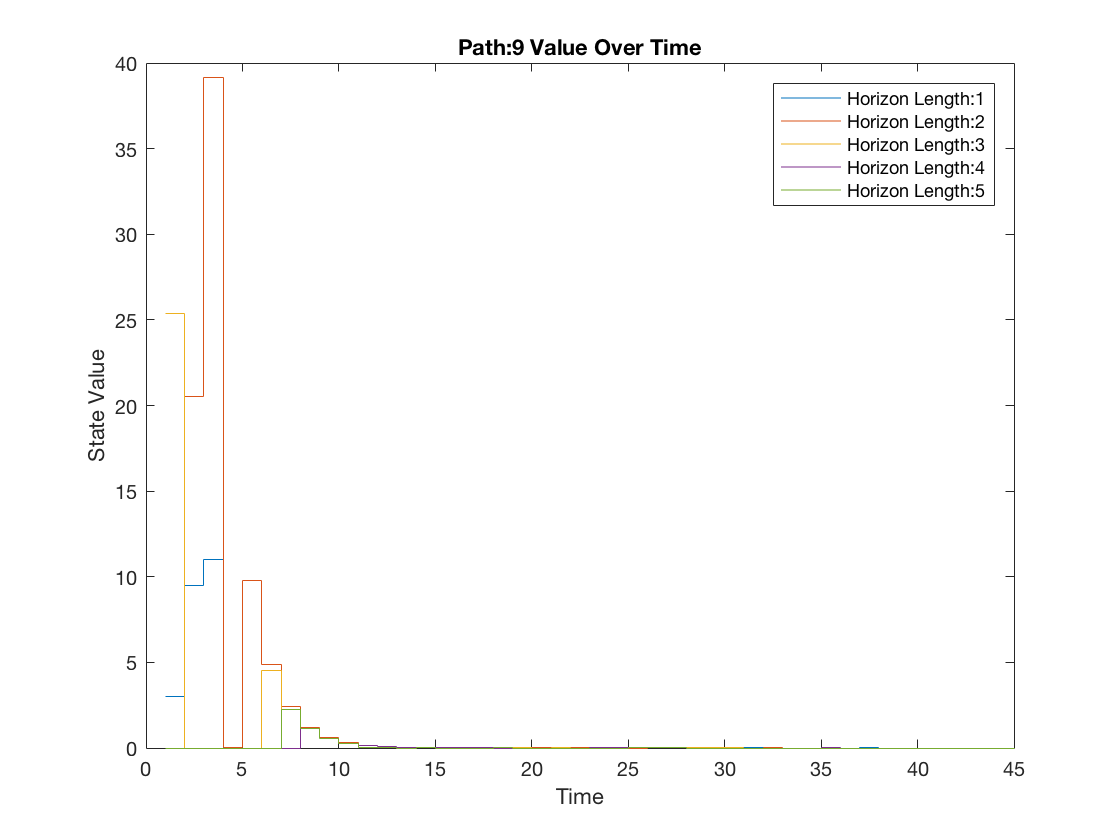 Path:9 Value Over Time
40
35
30
25
20
15
10
5
0
State Value
Horizon Length:1
Horizon Length:2
Horizon Length:3
Horizon Length:4
Horizon Length:5
0 5 10 15 20 25 30 35 40 45
Time